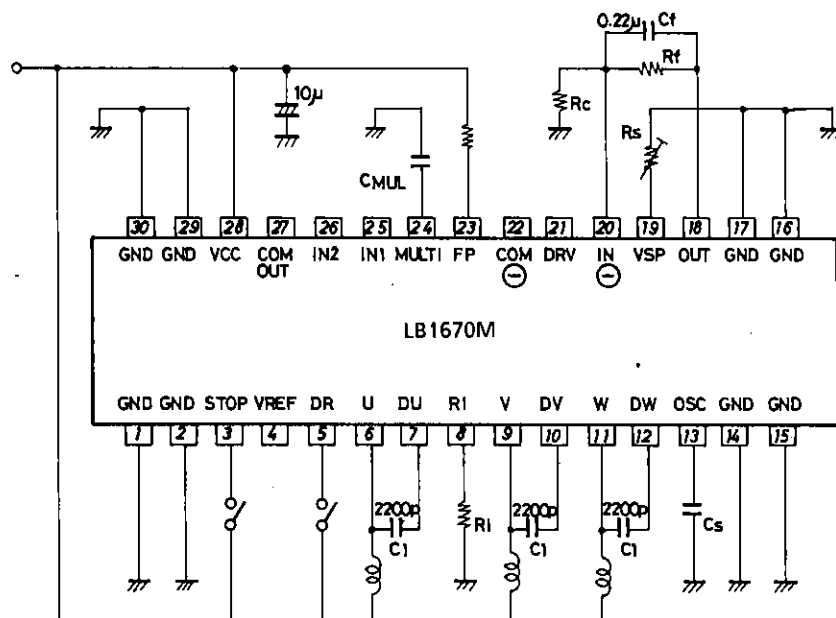 0.22µ Cf
Rf
10µ
Rc
Rs
CMUL
30 29 28 27 26 25 24 23 22 21 20 19 18 17 16
GND GND VCC COM OUT IN2 IN1 MULTI FP COM ⊖ DRV IN ⊖ VSP OUT GND GND
LB1670M
GND GND STOP VREF DR U DU RI V DV W DW OSC GND GND
1 2 3 4 5 6 7 8 9 10 11 12 13 14 15
2200p 2200p 2200p
C1 RI C1 C1 Cs